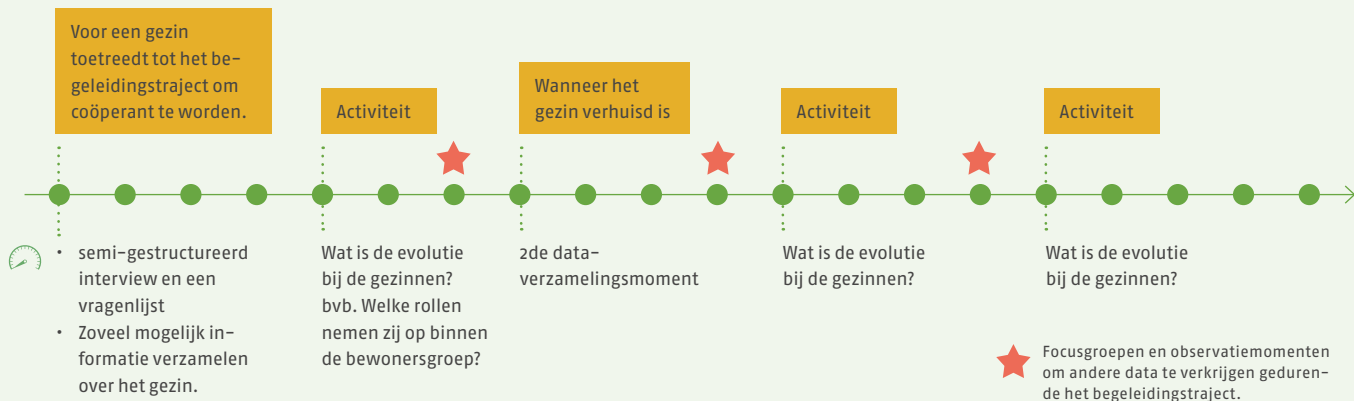 Voor een gezin
toetreedt tot het be-
geleidingstraject om
coöperant te worden.
Activiteit
Wanneer het
gezin verhuisd is
Activiteit
Activiteit
• semi-gestructureerd
interview en een
vragenlijst
• Zoveel mogelijk in-
formatie verzamelen
over het gezin.
Wat is de evolutie
bij de gezinnen?
bvb. Welke rollen
nemen zij op binnen
de bewonersgroep?
2de data-
verzamelingsmoment
Wat is de evolutie
bij de gezinnen?
Wat is de evolutie
bij de gezinnen?
Focusgroepen en observatiemomenten
om andere data te verkrijgen geduren-
de het begeleidingstraject.